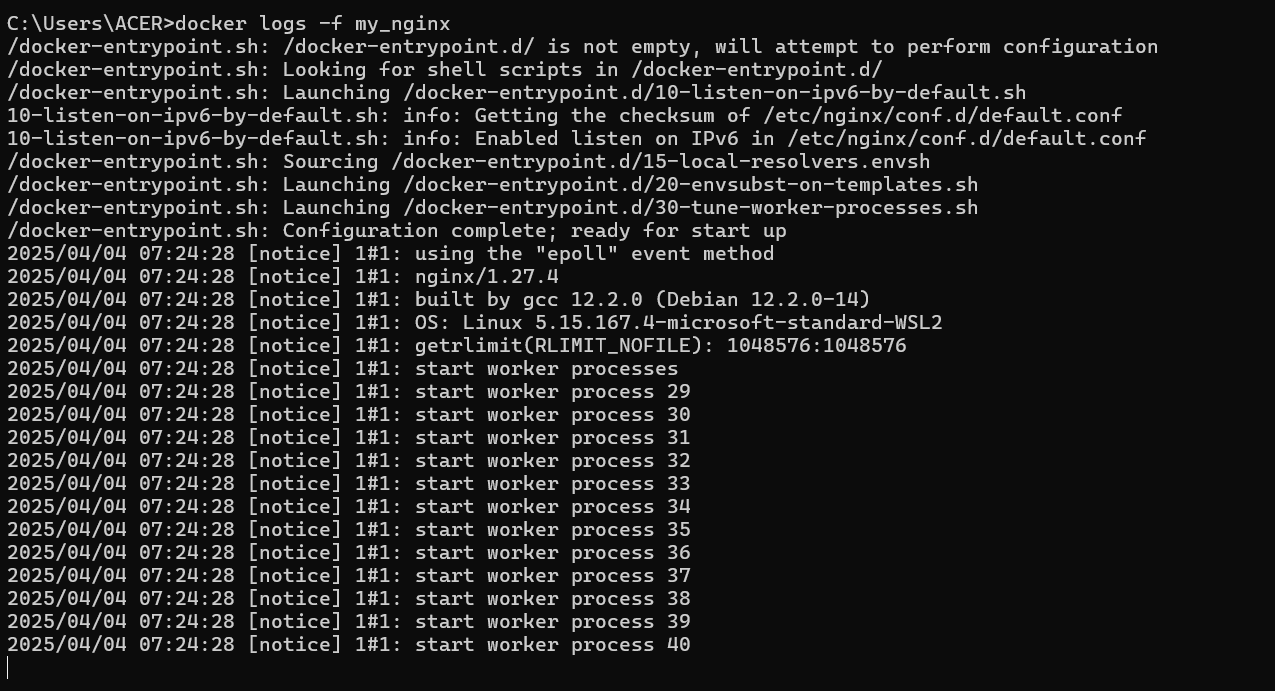 C:\Users\ACER>docker logs -f my_nginx
/docker-entrypoint.sh: /docker-entrypoint.d/ is not empty, will attempt to perform configuration
/docker-entrypoint.sh: Looking for shell scripts in /docker-entrypoint.d/
/docker-entrypoint.sh: Launching /docker-entrypoint.d/10-listen-on-ipv6-by-default.sh
10-listen-on-ipv6-by-default.sh: info: Getting the checksum of /etc/nginx/conf.d/default.conf
10-listen-on-ipv6-by-default.sh: info: Enabled listen on IPv6 in /etc/nginx/conf.d/default.conf
/docker-entrypoint.sh: Sourcing /docker-entrypoint.d/15-local-resolvers.envsh
/docker-entrypoint.sh: Launching /docker-entrypoint.d/20-envsubst-on-templates.sh
/docker-entrypoint.sh: Launching /docker-entrypoint.d/30-tune-worker-processes.sh
/docker-entrypoint.sh: Configuration complete; ready for start up
2025/04/04 07:24:28 [notice] 1#1: using the "epoll" event method
2025/04/04 07:24:28 [notice] 1#1: nginx/1.27.4
2025/04/04 07:24:28 [notice] 1#1: built by gcc 12.2.0 (Debian 12.2.0-14)
2025/04/04 07:24:28 [notice] 1#1: OS: Linux 5.15.167.4-microsoft-standard-WSL2
2025/04/04 07:24:28 [notice] 1#1: getrlimit(RLIMIT_NOFILE): 1048576:1048576
2025/04/04 07:24:28 [notice] 1#1: start worker processes
2025/04/04 07:24:28 [notice] 1#1: start worker process 29
2025/04/04 07:24:28 [notice] 1#1: start worker process 30
2025/04/04 07:24:28 [notice] 1#1: start worker process 31
2025/04/04 07:24:28 [notice] 1#1: start worker process 32
2025/04/04 07:24:28 [notice] 1#1: start worker process 33
2025/04/04 07:24:28 [notice] 1#1: start worker process 34
2025/04/04 07:24:28 [notice] 1#1: start worker process 35
2025/04/04 07:24:28 [notice] 1#1: start worker process 36
2025/04/04 07:24:28 [notice] 1#1: start worker process 37
2025/04/04 07:24:28 [notice] 1#1: start worker process 38
2025/04/04 07:24:28 [notice] 1#1: start worker process 39
2025/04/04 07:24:28 [notice] 1#1: start worker process 40